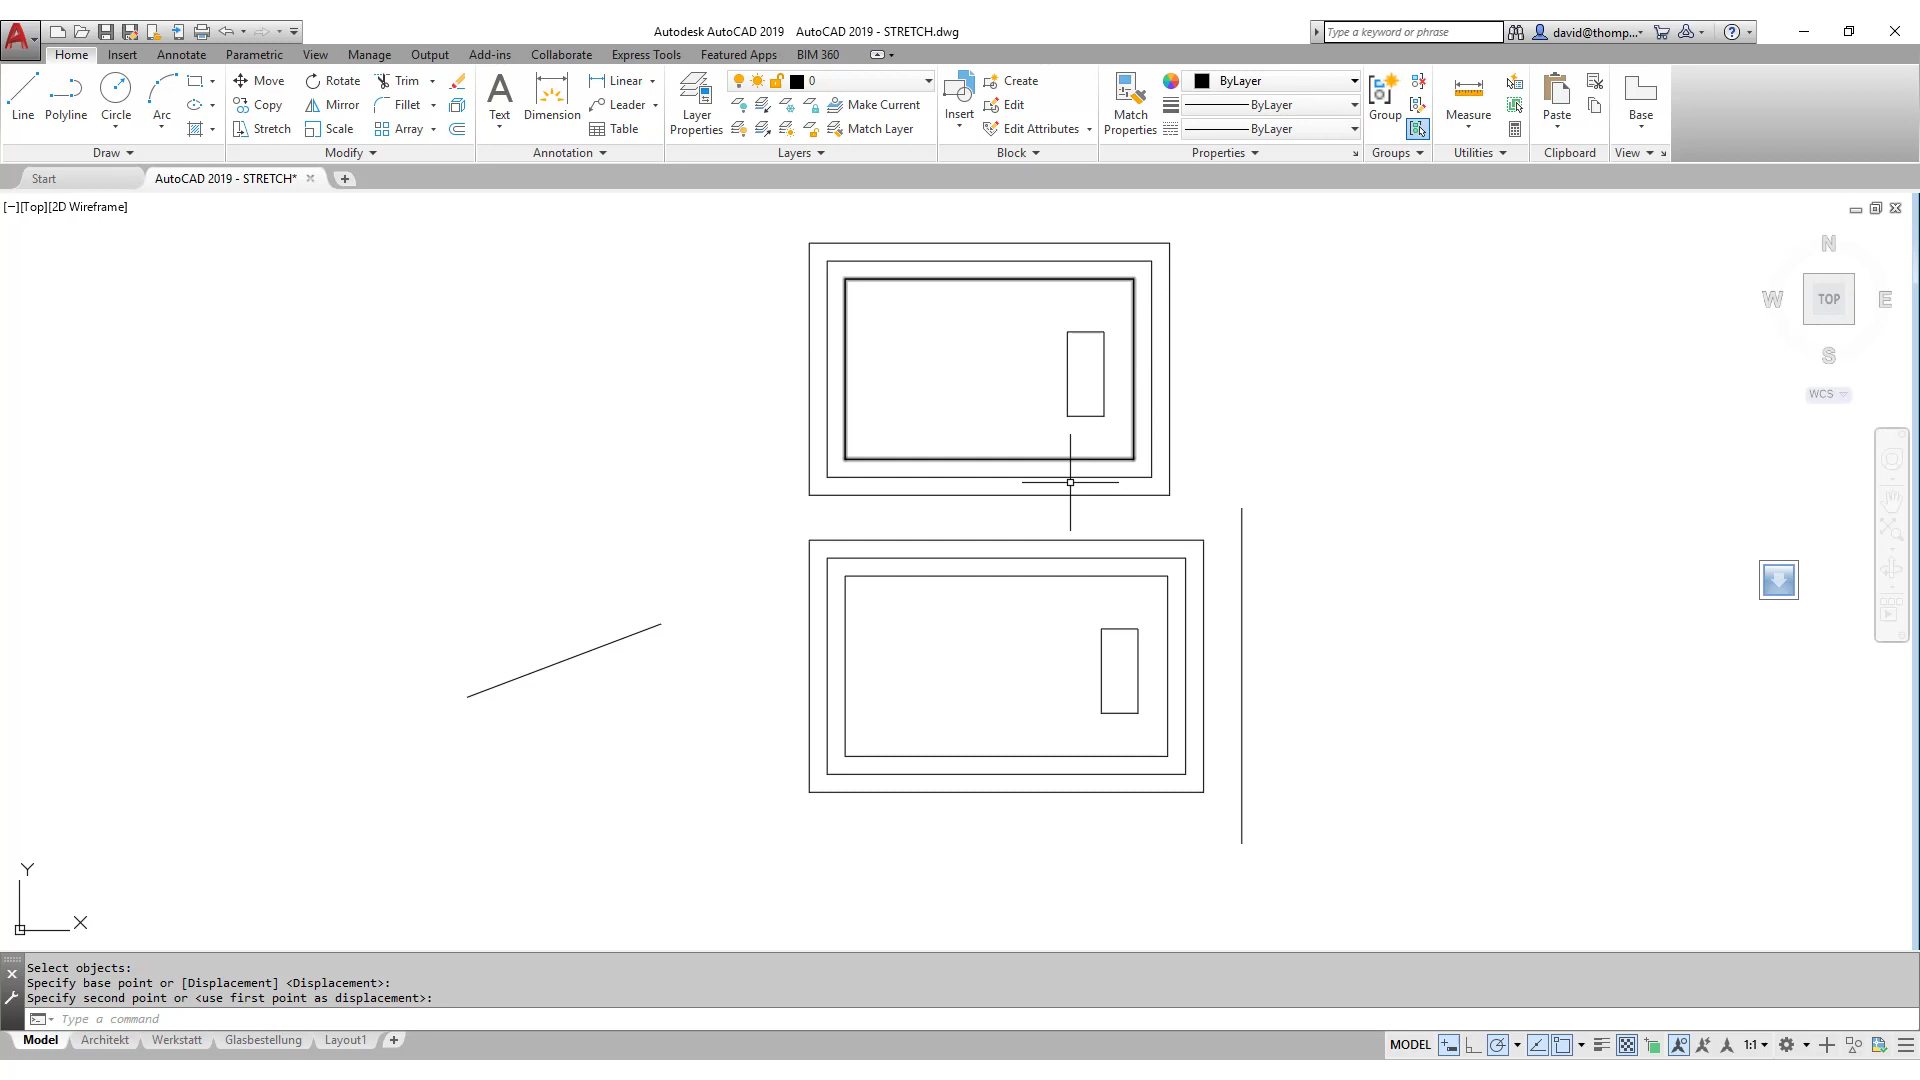 Autodesk AutoCAD 2019 AutoCAD 2019 - STRETCH.dwg
Type a keyword or phrase
david@thomp...
Home Insert Annotate Parametric View Manage Output Add-ins Collaborate Express Tools Featured Apps BIM 360
Line Polyline Circle Arc
Move Rotate Trim
Copy Mirror Fillet
Stretch Scale Array
Text Dimension
Linear
Leader
Table
Layer Properties
0
Make Current
Match Layer
Insert
Create
Edit
Edit Attributes
Match Properties
ByLayer
ByLayer
ByLayer
Group
Measure
Paste
Base
Draw Modify Annotation Layers Block Properties Groups Utilities Clipboard View
Start AutoCAD 2019 - STRETCH*
[−][Top][2D Wireframe]
N
W TOP E
S
WCS
Y
X
Select objects:
Specify base point or [Displacement] <Displacement>:
Specify second point or <use first point as displacement>:
Type a command
Model Architekt Werkstatt Glasbestellung Layout1
MODEL 1:1